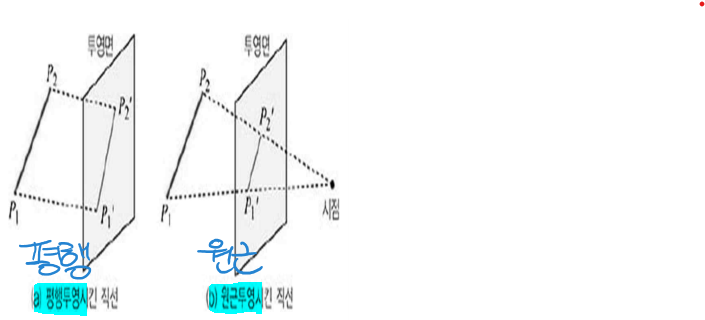 투영면
P₂
P₂'
P₁
P₁'
평행
(a) 평행투영시킨 직선
투영면
P₂
P₂'
P₁
P₁'
시점
원근
(b) 원근투영시킨 직선